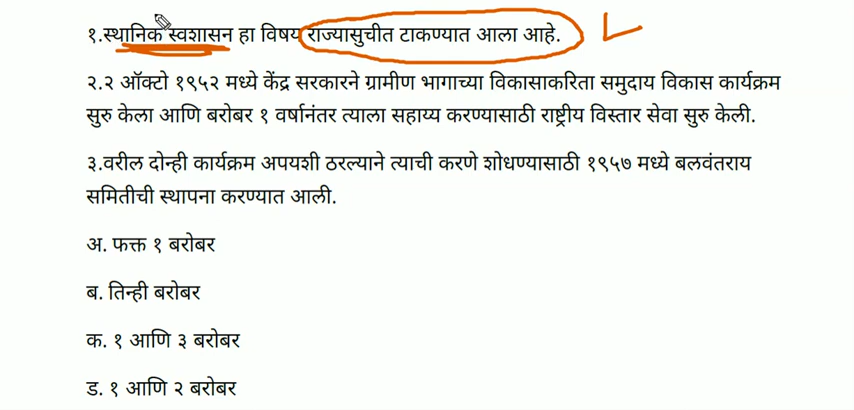 १.स्थानिक स्वशासन हा विषय राज्यासुचीत टाकण्यात आला आहे.
२.२ ऑक्टो १९५२ मध्ये केंद्र सरकारने ग्रामीण भागाच्या विकासाकरिता समुदाय विकास कार्यक्रम
सुरु केला आणि बरोबर १ वर्षानंतर त्याला सहाय्य करण्यासाठी राष्ट्रीय विस्तार सेवा सुरु केली.
३.वरील दोन्ही कार्यक्रम अपयशी ठरल्याने त्याची करणे शोधण्यासाठी १९५७ मध्ये बलवंतराय
समितीची स्थापना करण्यात आली.
अ. फक्त १ बरोबर
ब. तिन्ही बरोबर
क. १ आणि ३ बरोबर
ड. १ आणि २ बरोबर